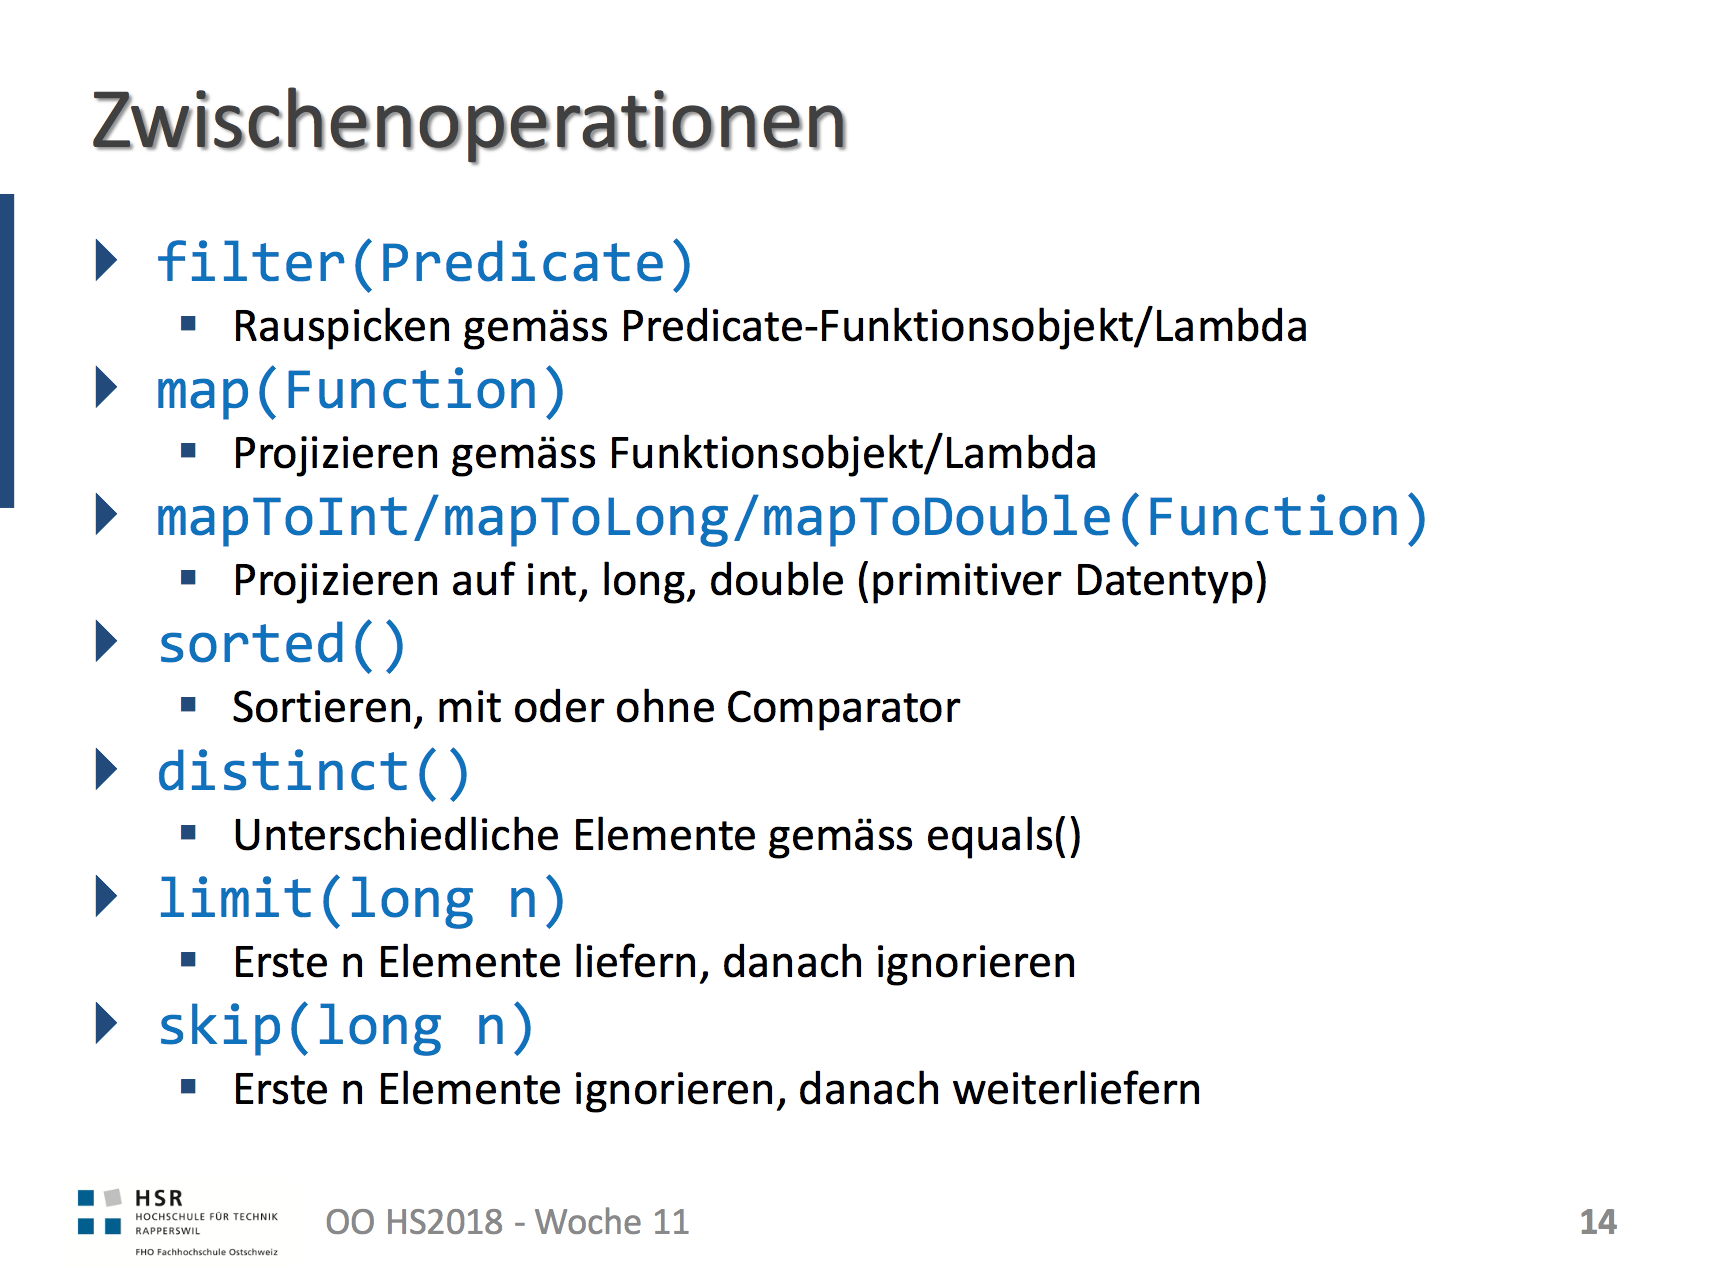 Zwischenoperationen
filter(Predicate)
Rauspicken gemäss Predicate-Funktionsobjekt/Lambda
map(Function)
Projizieren gemäss Funktionsobjekt/Lambda
mapToInt/mapToLong/mapToDouble(Function)
Projizieren auf int, long, double (primitiver Datentyp)
sorted()
Sortieren, mit oder ohne Comparator
distinct()
Unterschiedliche Elemente gemäss equals()
limit(long n)
Erste n Elemente liefern, danach ignorieren
skip(long n)
Erste n Elemente ignorieren, danach weiterliefern
HSR
HOCHSCHULE FÜR TECHNIK
RAPPERSWIL
FHO Fachhochschule Ostschweiz
OO HS2018 - Woche 11
14